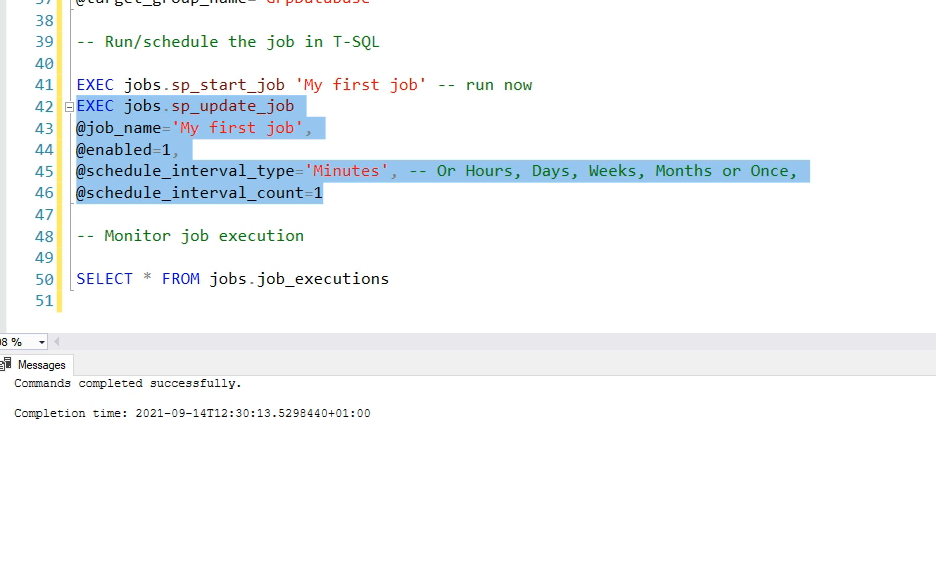 37 @target_group_name='GrpDatabase'
38
39 -- Run/schedule the job in T-SQL
40
41 EXEC jobs.sp_start_job 'My first job' -- run now
42 EXEC jobs.sp_update_job
43 @job_name='My first job',
44 @enabled=1,
45 @schedule_interval_type='Minutes', -- Or Hours, Days, Weeks, Months or Once,
46 @schedule_interval_count=1
47
48 -- Monitor job execution
49
50 SELECT * FROM jobs.job_executions
51
98 %
Messages
Commands completed successfully.
Completion time: 2021-09-14T12:30:13.5298440+01:00